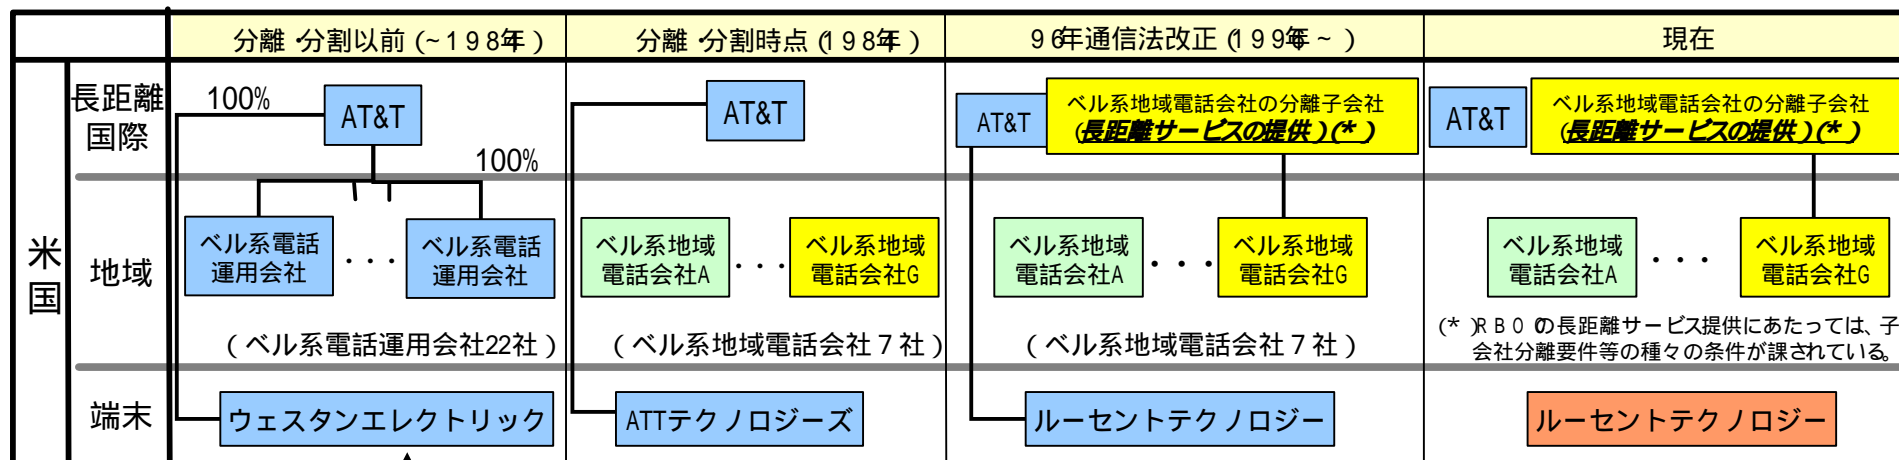 分離・分割以前（～１９８年）
分離・分割時点（１９８年）
９６年通信法改正（１９９年～）
現在
米国
長距離
国際
100%
AT&T
100%
AT&T
AT&T
ベル系地域電話会社の分離子会社
(長距離サービスの提供)(*)
AT&T
ベル系地域電話会社の分離子会社
(長距離サービスの提供)(*)
地域
ベル系電話
運用会社
・・・
ベル系電話
運用会社
ベル系地域
電話会社A
・・・
ベル系地域
電話会社G
ベル系地域
電話会社A
・・・
ベル系地域
電話会社G
ベル系地域
電話会社A
・・・
ベル系地域
電話会社G
（ベル系電話運用会社22社）
（ベル系地域電話会社７社）
（ベル系地域電話会社７社）
(*)ＲＢＯの長距離サービス提供にあたっては、子
会社分離要件等の種々の条件が課されている。
端末
ウェスタンエレクトリック
ATTテクノロジーズ
ルーセントテクノロジー
ルーセントテクノロジー